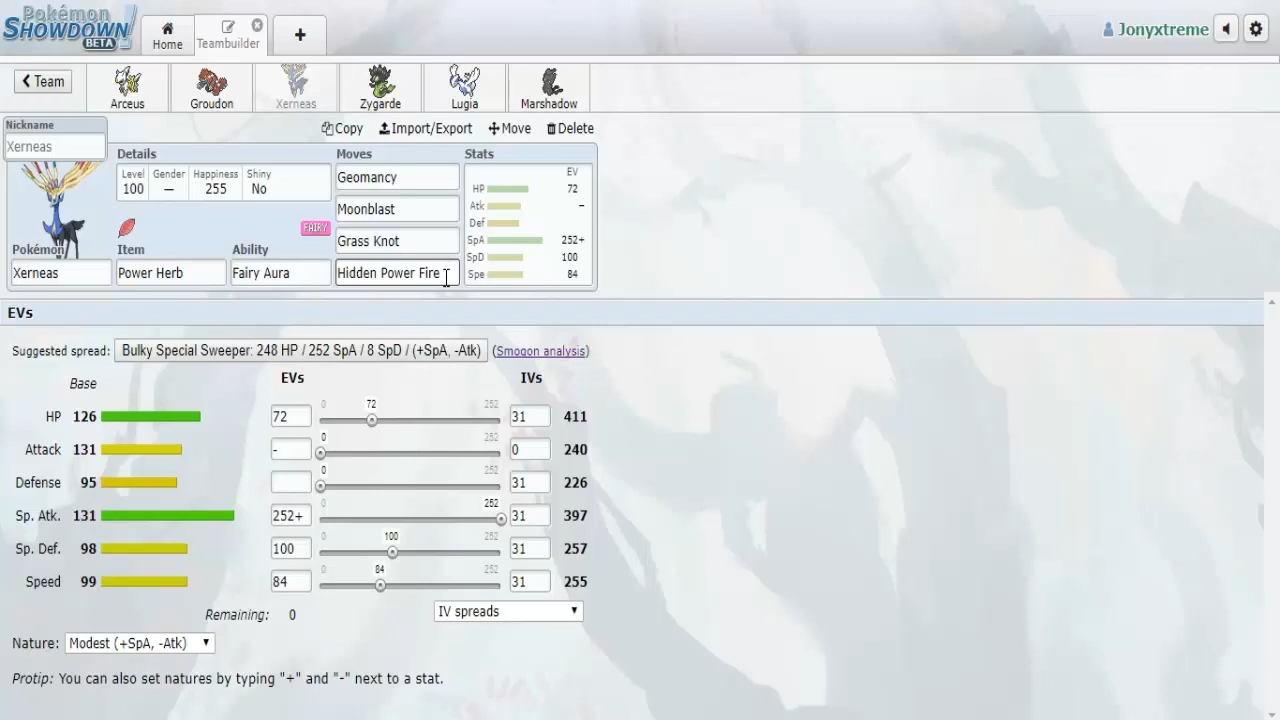 Pokémon
SHOWDOWN!
BETA
Home
Teambuilder
+
Jonyxtreme
Team
Arceus
Groudon
Xerneas
Zygarde
Lugia
Marshadow
Nickname
Xerneas
Copy Import/Export Move Delete
Details
Level Gender Happiness Shiny
100 — 255 No
FAIRY
Pokémon Item Ability
Xerneas Power Herb Fairy Aura
Moves
Geomancy
Moonblast
Grass Knot
Hidden Power Fire
Stats
EV
HP 72
Atk –
Def
SpA 252+
SpD 100
Spe 84
EVs
Suggested spread: Bulky Special Sweeper: 248 HP / 252 SpA / 8 SpD / (+SpA, -Atk) (Smogon analysis)
Base EVs IVs
HP 126 72 0 72 252 31 411
Attack 131 - 0 252 0 240
Defense 95 0 252 31 226
Sp. Atk. 131 252+ 0 252 31 397
Sp. Def. 98 100 0 100 252 31 257
Speed 99 84 0 84 252 31 255
Remaining: 0 IV spreads
Nature: Modest (+SpA, -Atk)
Protip: You can also set natures by typing "+" and "-" next to a stat.